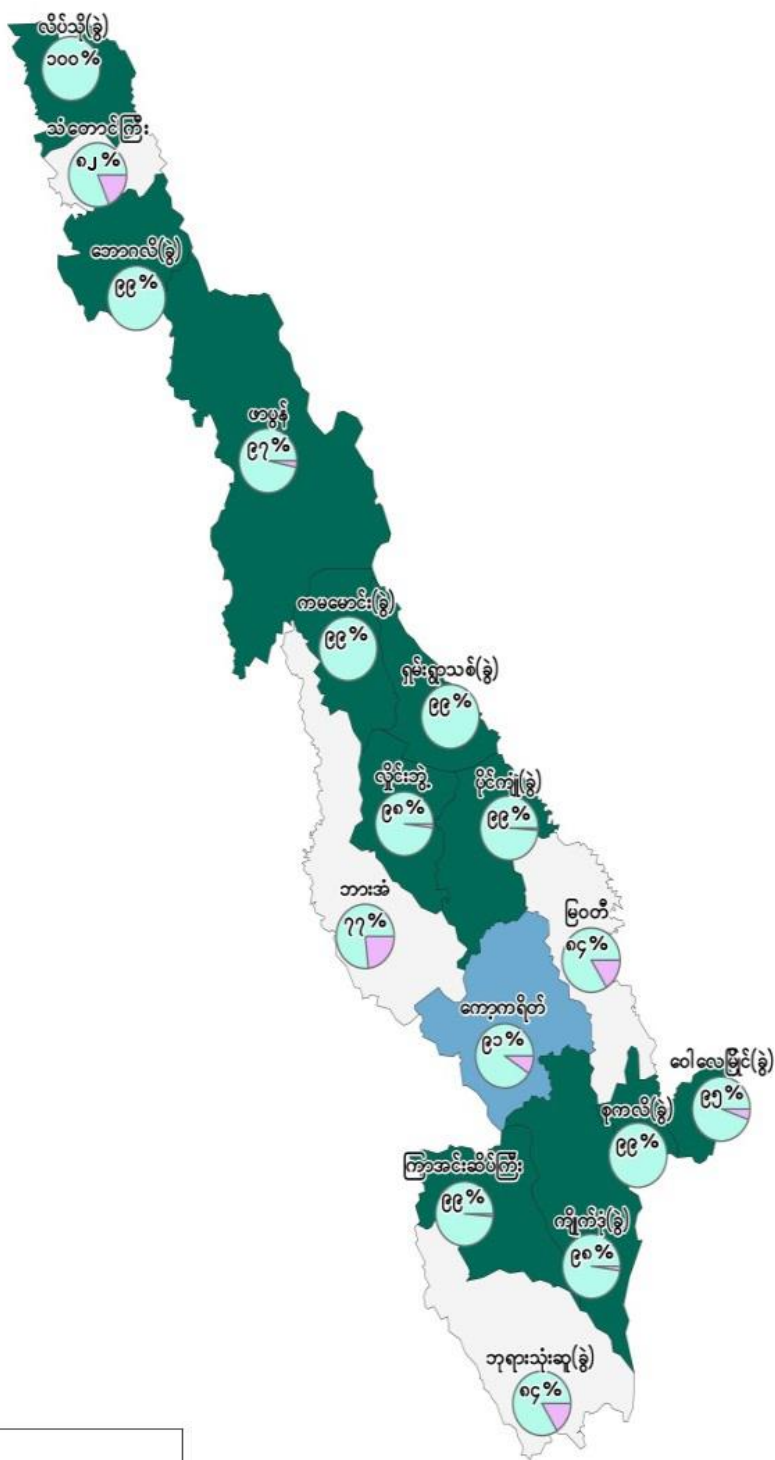 လိပ်သို(ခွဲ)
၁၀၀%
သံတောင်ကြီး
၈၂%
ဘောဂလိ(ခွဲ)
၉၉%
ဖာပွန်
၉၇%
ကမမောင်း(ခွဲ)
၉၉%
ရှမ်းရွာသစ်(ခွဲ)
၉၉%
လှိုင်းဘွဲ့
၉၈%
ပိုင်ကျုံ(ခွဲ)
၉၉%
ဘားအံ
၇၇%
မြဝတီ
၈၄%
ကော့ကရိတ်
၉၁%
ဝေါလေမြိုင်(ခွဲ)
၉၅%
စုကလိ(ခွဲ)
၉၉%
ကြာအင်းဆိပ်ကြီး
၉၉%
ကျိုက်ဒုံ(ခွဲ)
၉၈%
ဘုရားသုံးဆူ(ခွဲ)
၈၄%